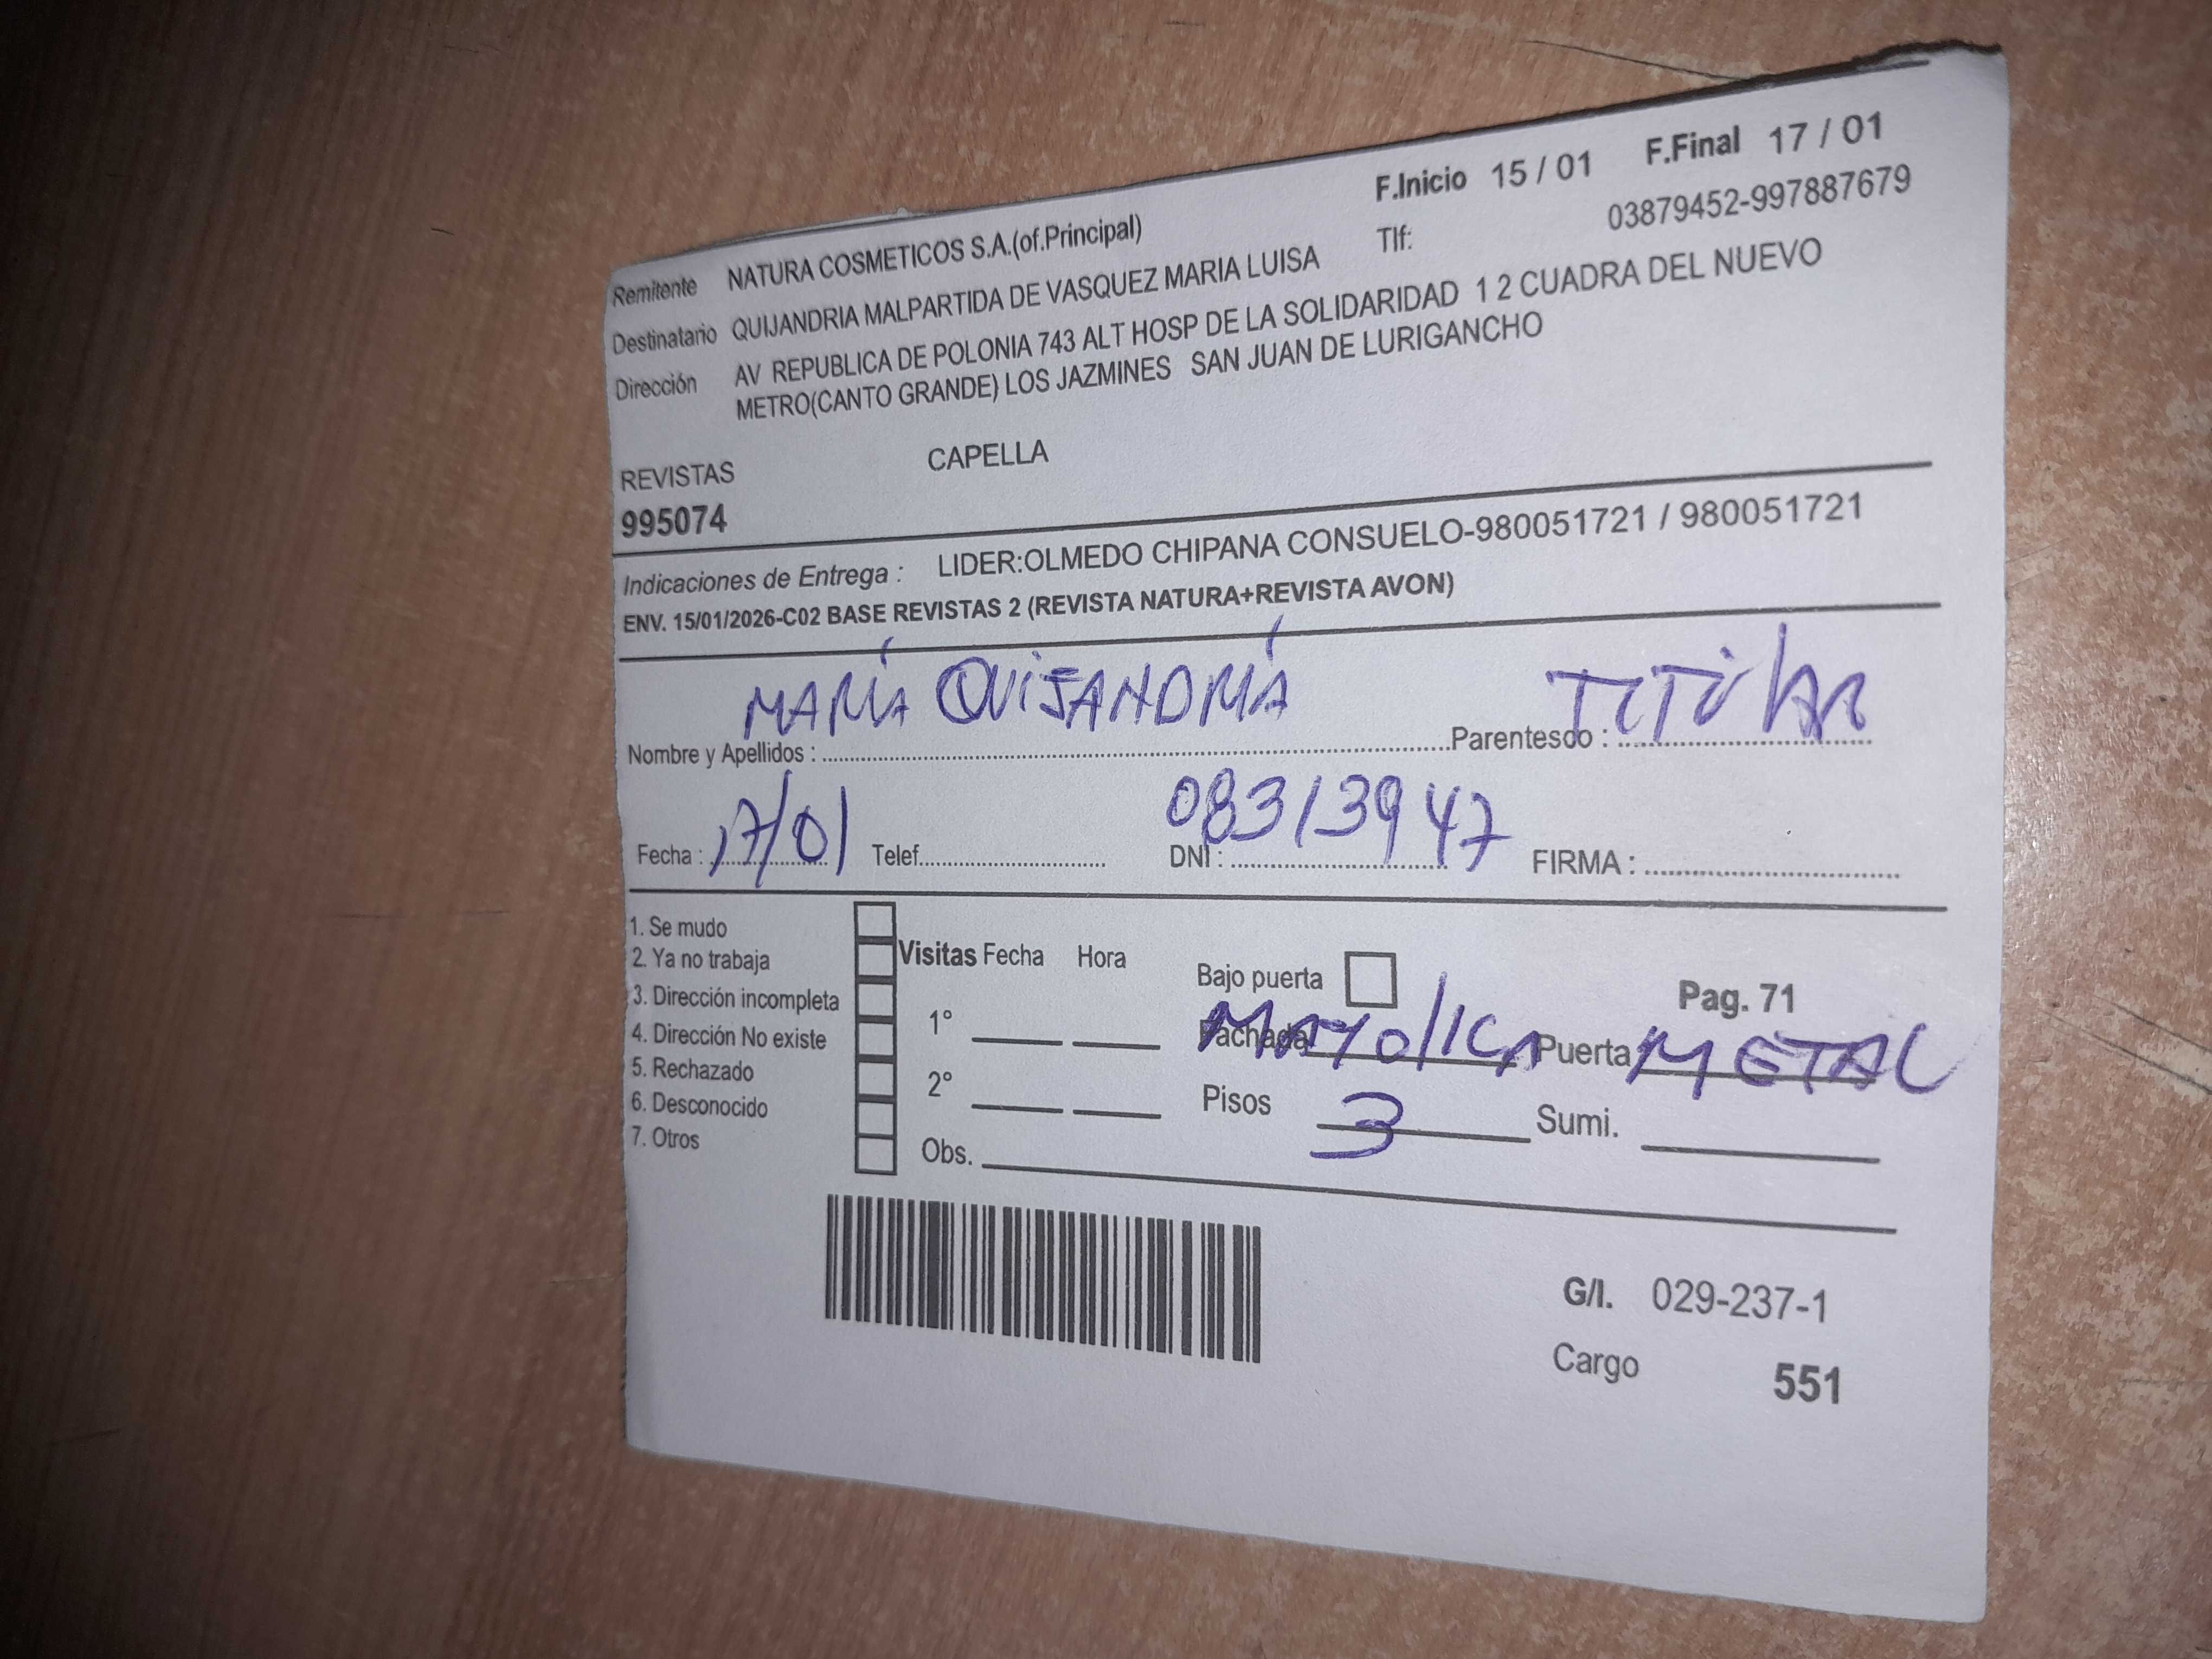 F.Inicio 15 / 01 F.Final 17 / 01
Remitente NATURA COSMETICOS S.A.(of.Principal) Tlf: 03879452-997887679
Destinatario QUIJANDRIA MALPARTIDA DE VASQUEZ MARIA LUISA
Dirección AV REPUBLICA DE POLONIA 743 ALT HOSP DE LA SOLIDARIDAD 1 2 CUADRA DEL NUEVO
METRO(CANTO GRANDE) LOS JAZMINES SAN JUAN DE LURIGANCHO
REVISTAS CAPELLA
995074
Indicaciones de Entrega : LIDER:OLMEDO CHIPANA CONSUELO-980051721 / 980051721
ENV. 15/01/2026-C02 BASE REVISTAS 2 (REVISTA NATURA+REVISTA AVON)
Nombre y Apellidos : MARÍA QUIJANDRÍA Parentesco : TITULAR
Fecha : 17/01 Telef. DNI : 08313947 FIRMA :
1. Se mudo
2. Ya no trabaja Visitas Fecha Hora Bajo puerta
3. Dirección incompleta Pag. 71
4. Dirección No existe 1° Fachada MAYOLICA Puerta METAL
5. Rechazado
6. Desconocido 2° Pisos 3 Sumi.
7. Otros Obs.
G/I. 029-237-1
Cargo 551